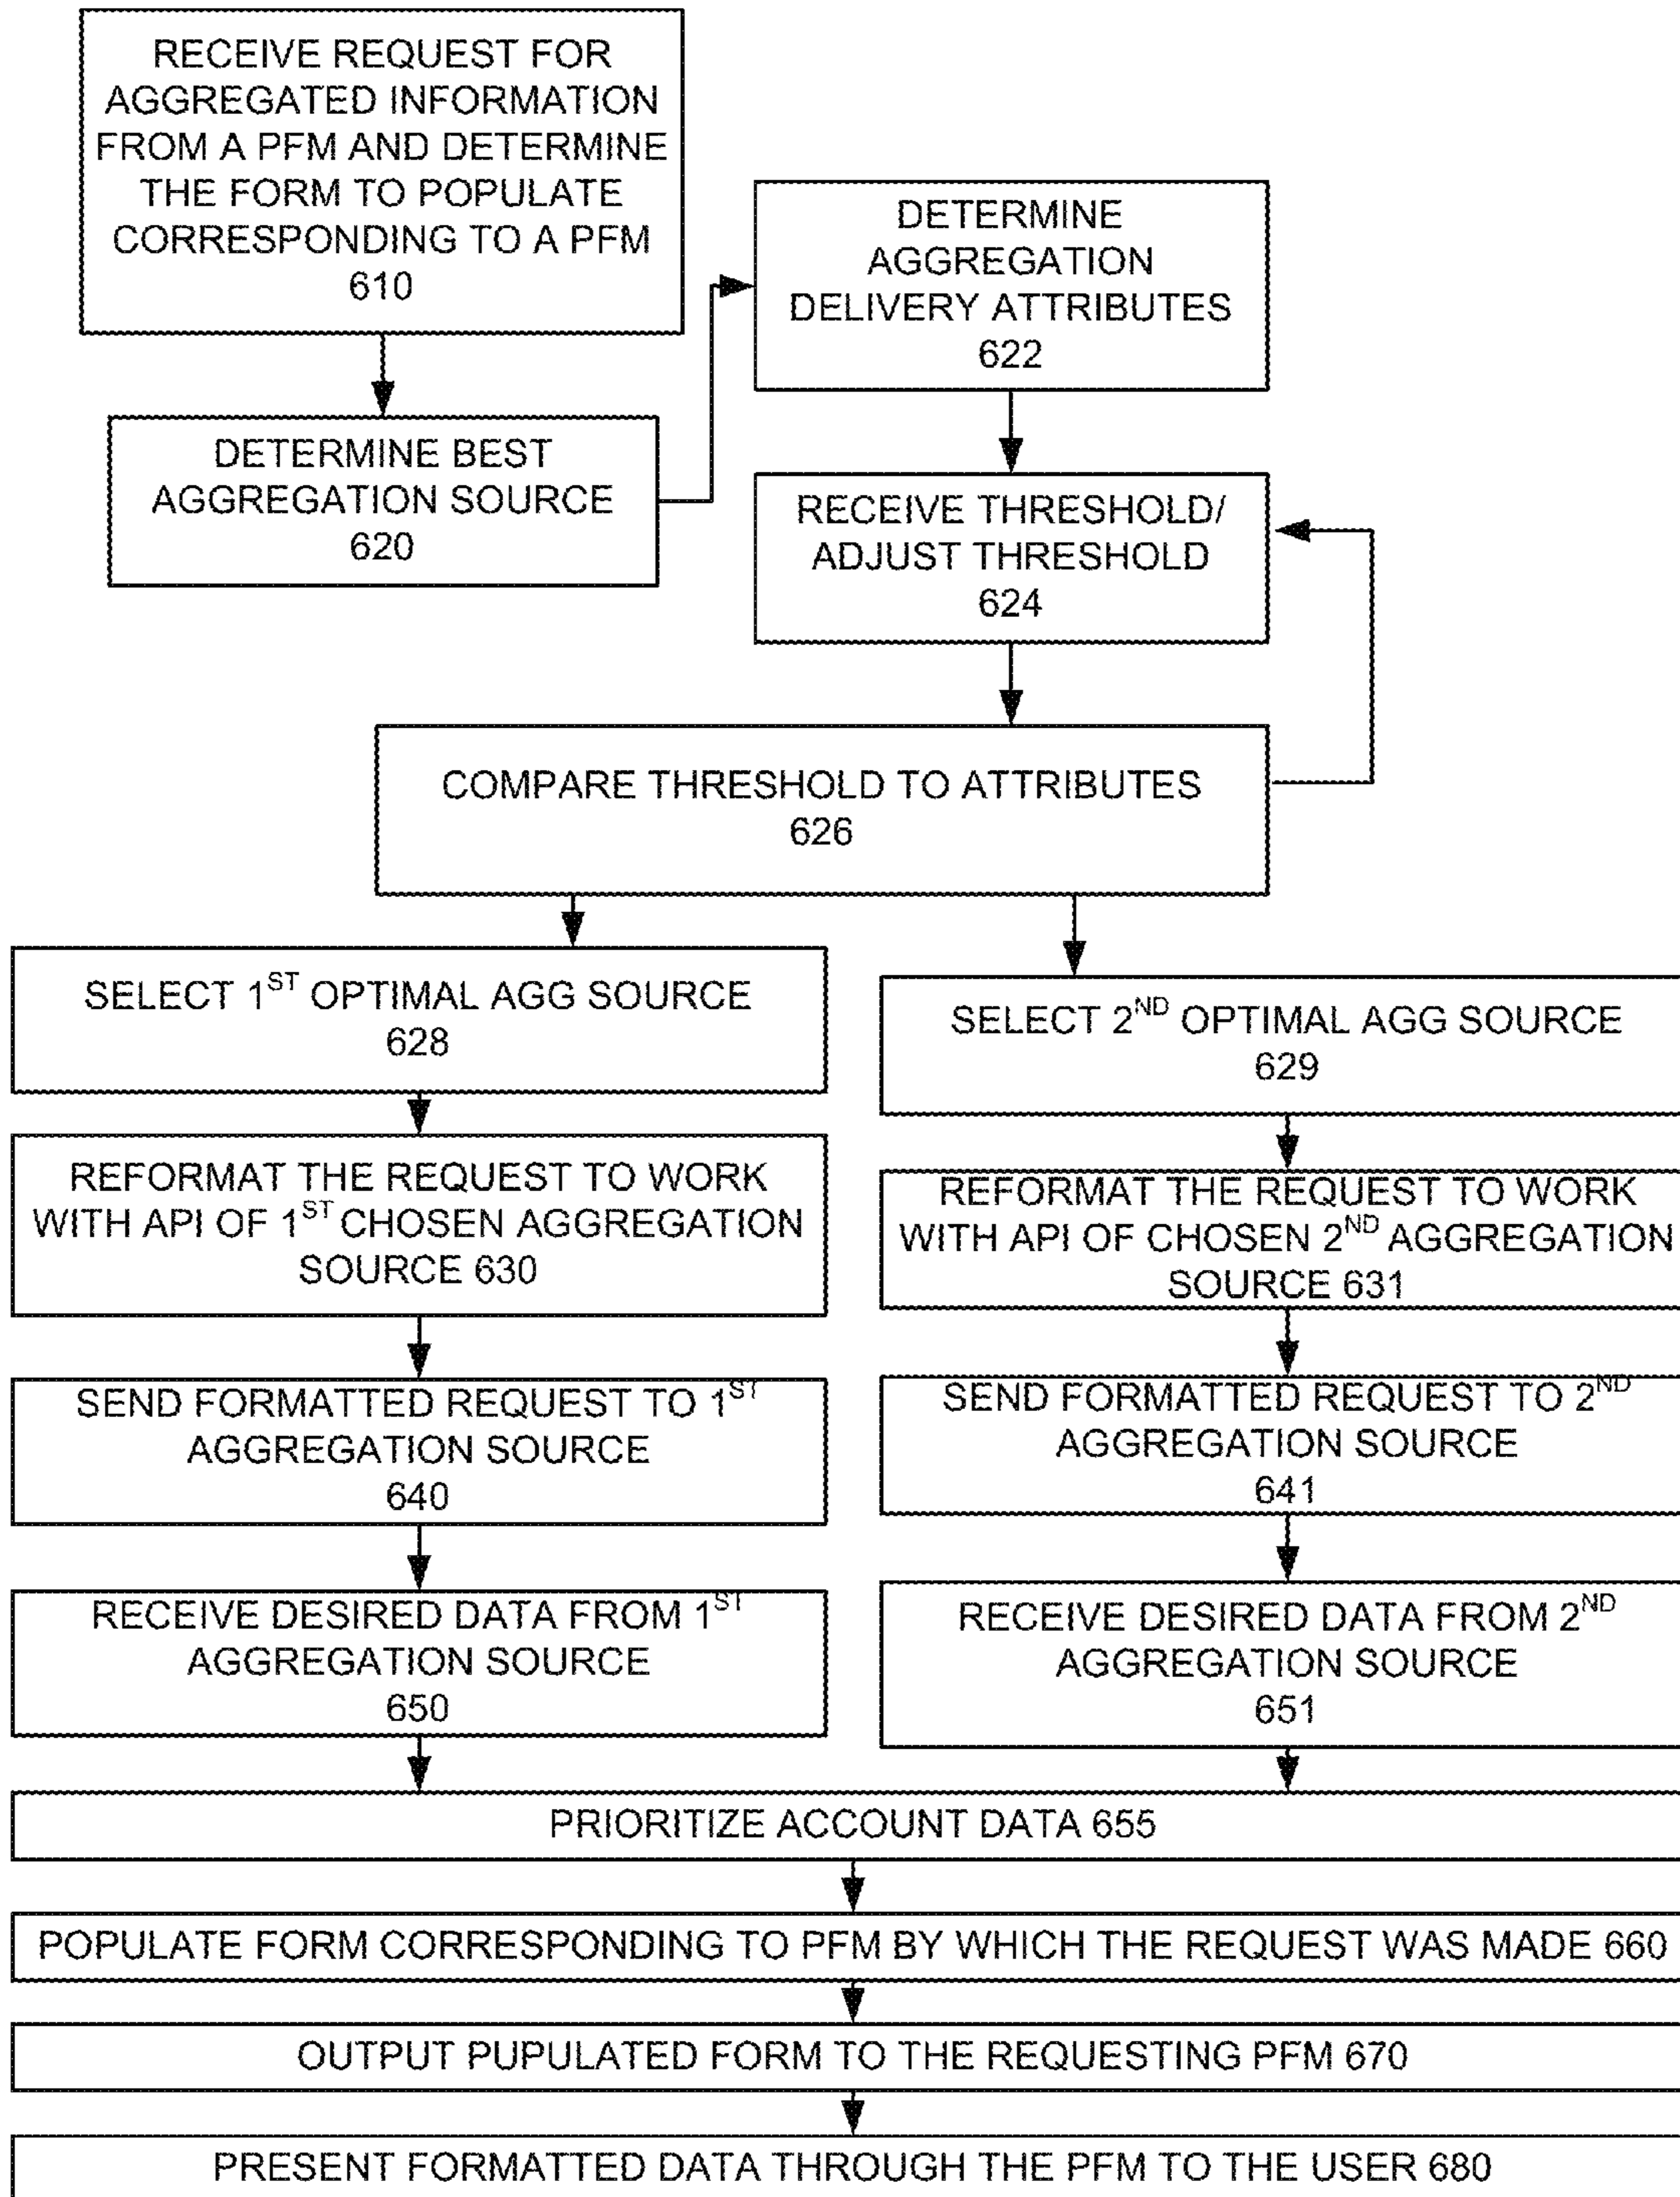 RECEIVE REQUEST FOR
AGGREGATED INFORMATION
FROM A PFM AND DETERMINE
THE FORM TO POPULATE
CORRESPONDING TO A PFM
610
DETERMINE BEST
AGGREGATION SOURCE
620
DETERMINE
AGGREGATION
DELIVERY ATTRIBUTES
622
RECEIVE THRESHOLD/
ADJUST THRESHOLD
624
COMPARE THRESHOLD TO ATTRIBUTES
626
SELECT 1ST OPTIMAL AGG SOURCE
628
REFORMAT THE REQUEST TO WORK
WITH API OF 1ST CHOSEN AGGREGATION
SOURCE 630
SEND FORMATTED REQUEST TO 1ST
AGGREGATION SOURCE
640
RECEIVE DESIRED DATA FROM 1ST
AGGREGATION SOURCE
650
SELECT 2ND OPTIMAL AGG SOURCE
629
REFORMAT THE REQUEST TO WORK
WITH API OF CHOSEN 2ND AGGREGATION
SOURCE 631
SEND FORMATTED REQUEST TO 2ND
AGGREGATION SOURCE
641
RECEIVE DESIRED DATA FROM 2ND
AGGREGATION SOURCE
651
PRIORITIZE ACCOUNT DATA 655
POPULATE FORM CORRESPONDING TO PFM BY WHICH THE REQUEST WAS MADE 660
OUTPUT PUPULATED FORM TO THE REQUESTING PFM 670
PRESENT FORMATTED DATA THROUGH THE PFM TO THE USER 680